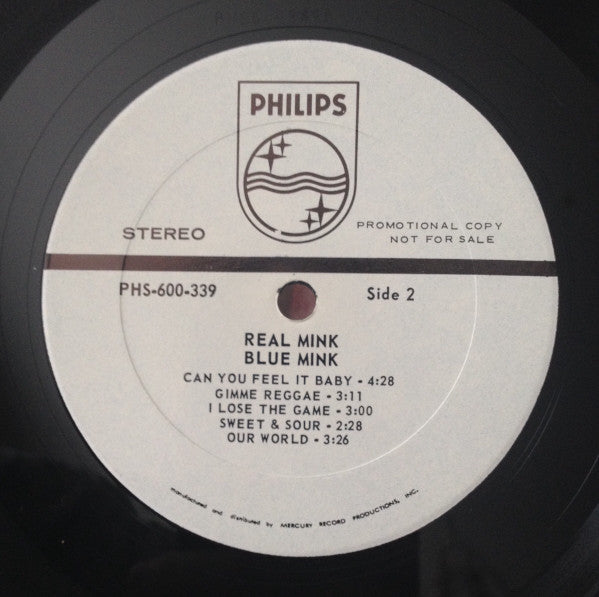 PHILIPS
STEREO
PROMOTIONAL COPY
NOT FOR SALE
PHS-600-339
Side 2
REAL MINK
BLUE MINK
CAN YOU FEEL IT BABY - 4:28
GIMME REGGAE - 3:11
I LOSE THE GAME - 3:00
SWEET & SOUR - 2:28
OUR WORLD - 3:26
manufactured and distributed by MERCURY RECORD PRODUCTIONS, INC.